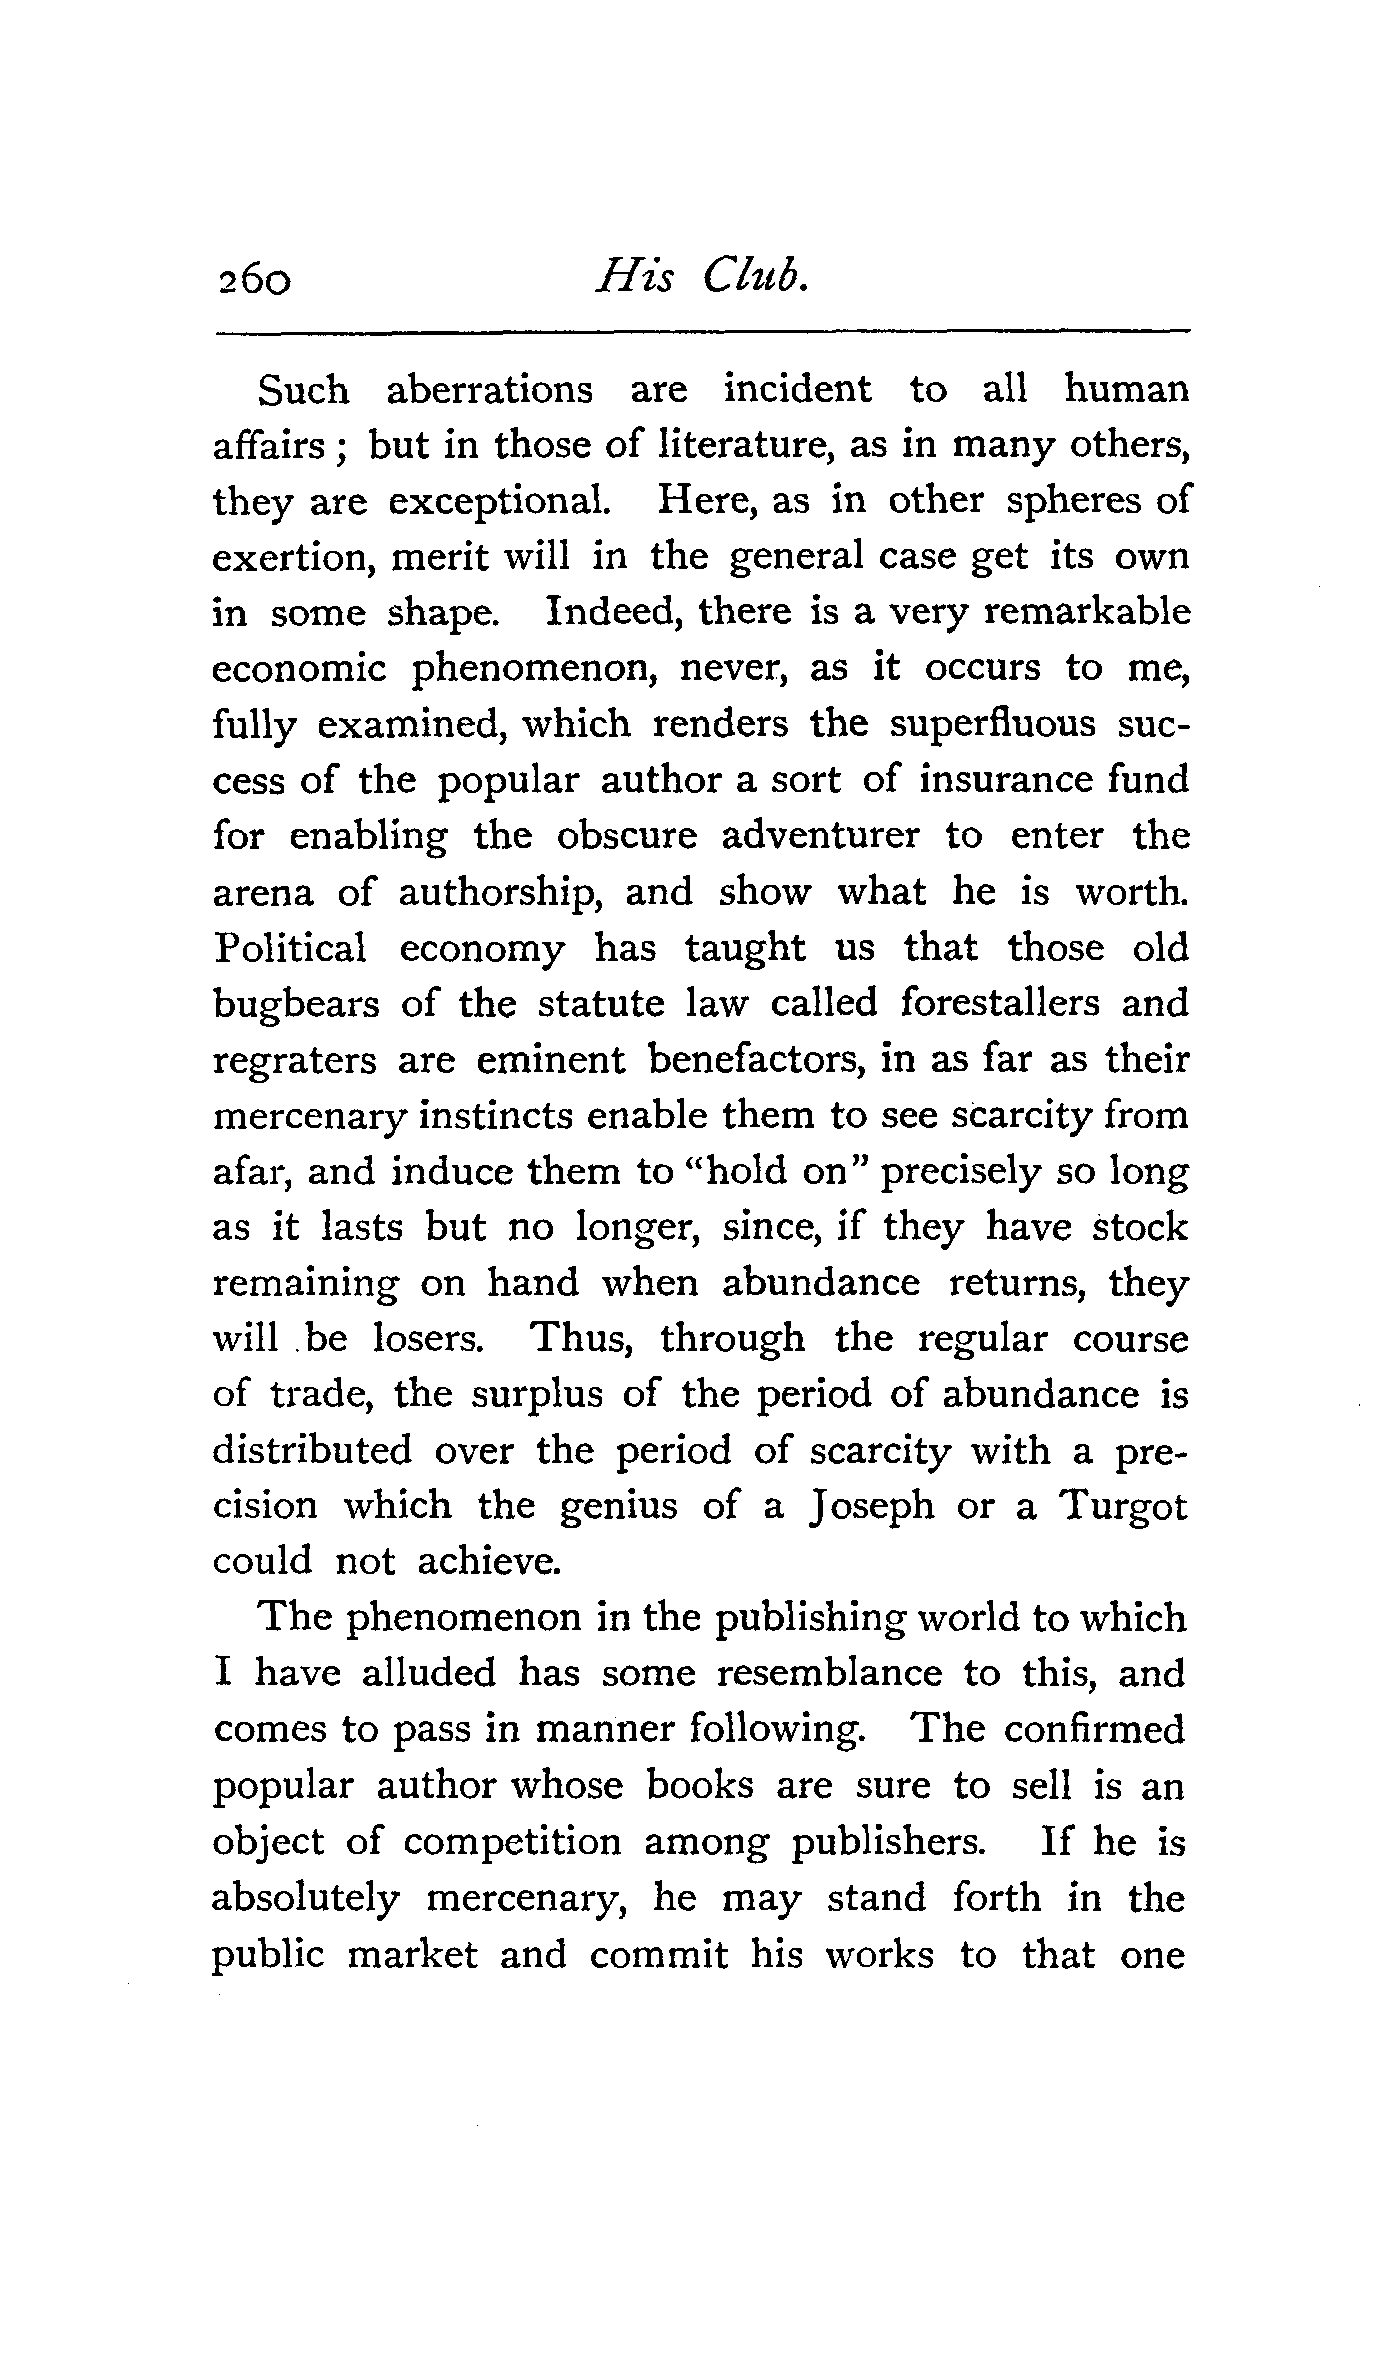 260 His Club.
Such aberrations are incident to all human
affairs ; but in those of literature, as in many others,
they are exceptional. Here, as in other spheres of
exertion, merit will in the general case get its own
in some shape. Indeed, there is a very remarkable
economic phenomenon, never, as it occurs to me,
fully examined, which renders the superfluous suc-
cess of the popular author a sort of insurance fund
for enabling the obscure adventurer to enter the
arena of authorship, and show what he is worth.
Political economy has taught us that those old
bugbears of the statute law called forestallers and
regraters are eminent benefactors, in as far as their
mercenary instincts enable them to see scarcity from
afar, and induce them to "hold on" precisely so long
as it lasts but no longer, since, if they have stock
remaining on hand when abundance returns, they
will be losers. Thus, through the regular course
of trade, the surplus of the period of abundance is
distributed over the period of scarcity with a pre-
cision which the genius of a Joseph or a Turgot
could not achieve.
The phenomenon in the publishing world to which
I have alluded has some resemblance to this, and
comes to pass in manner following. The confirmed
popular author whose books are sure to sell is an
object of competition among publishers. If he is
absolutely mercenary, he may stand forth in the
public market and commit his works to that one